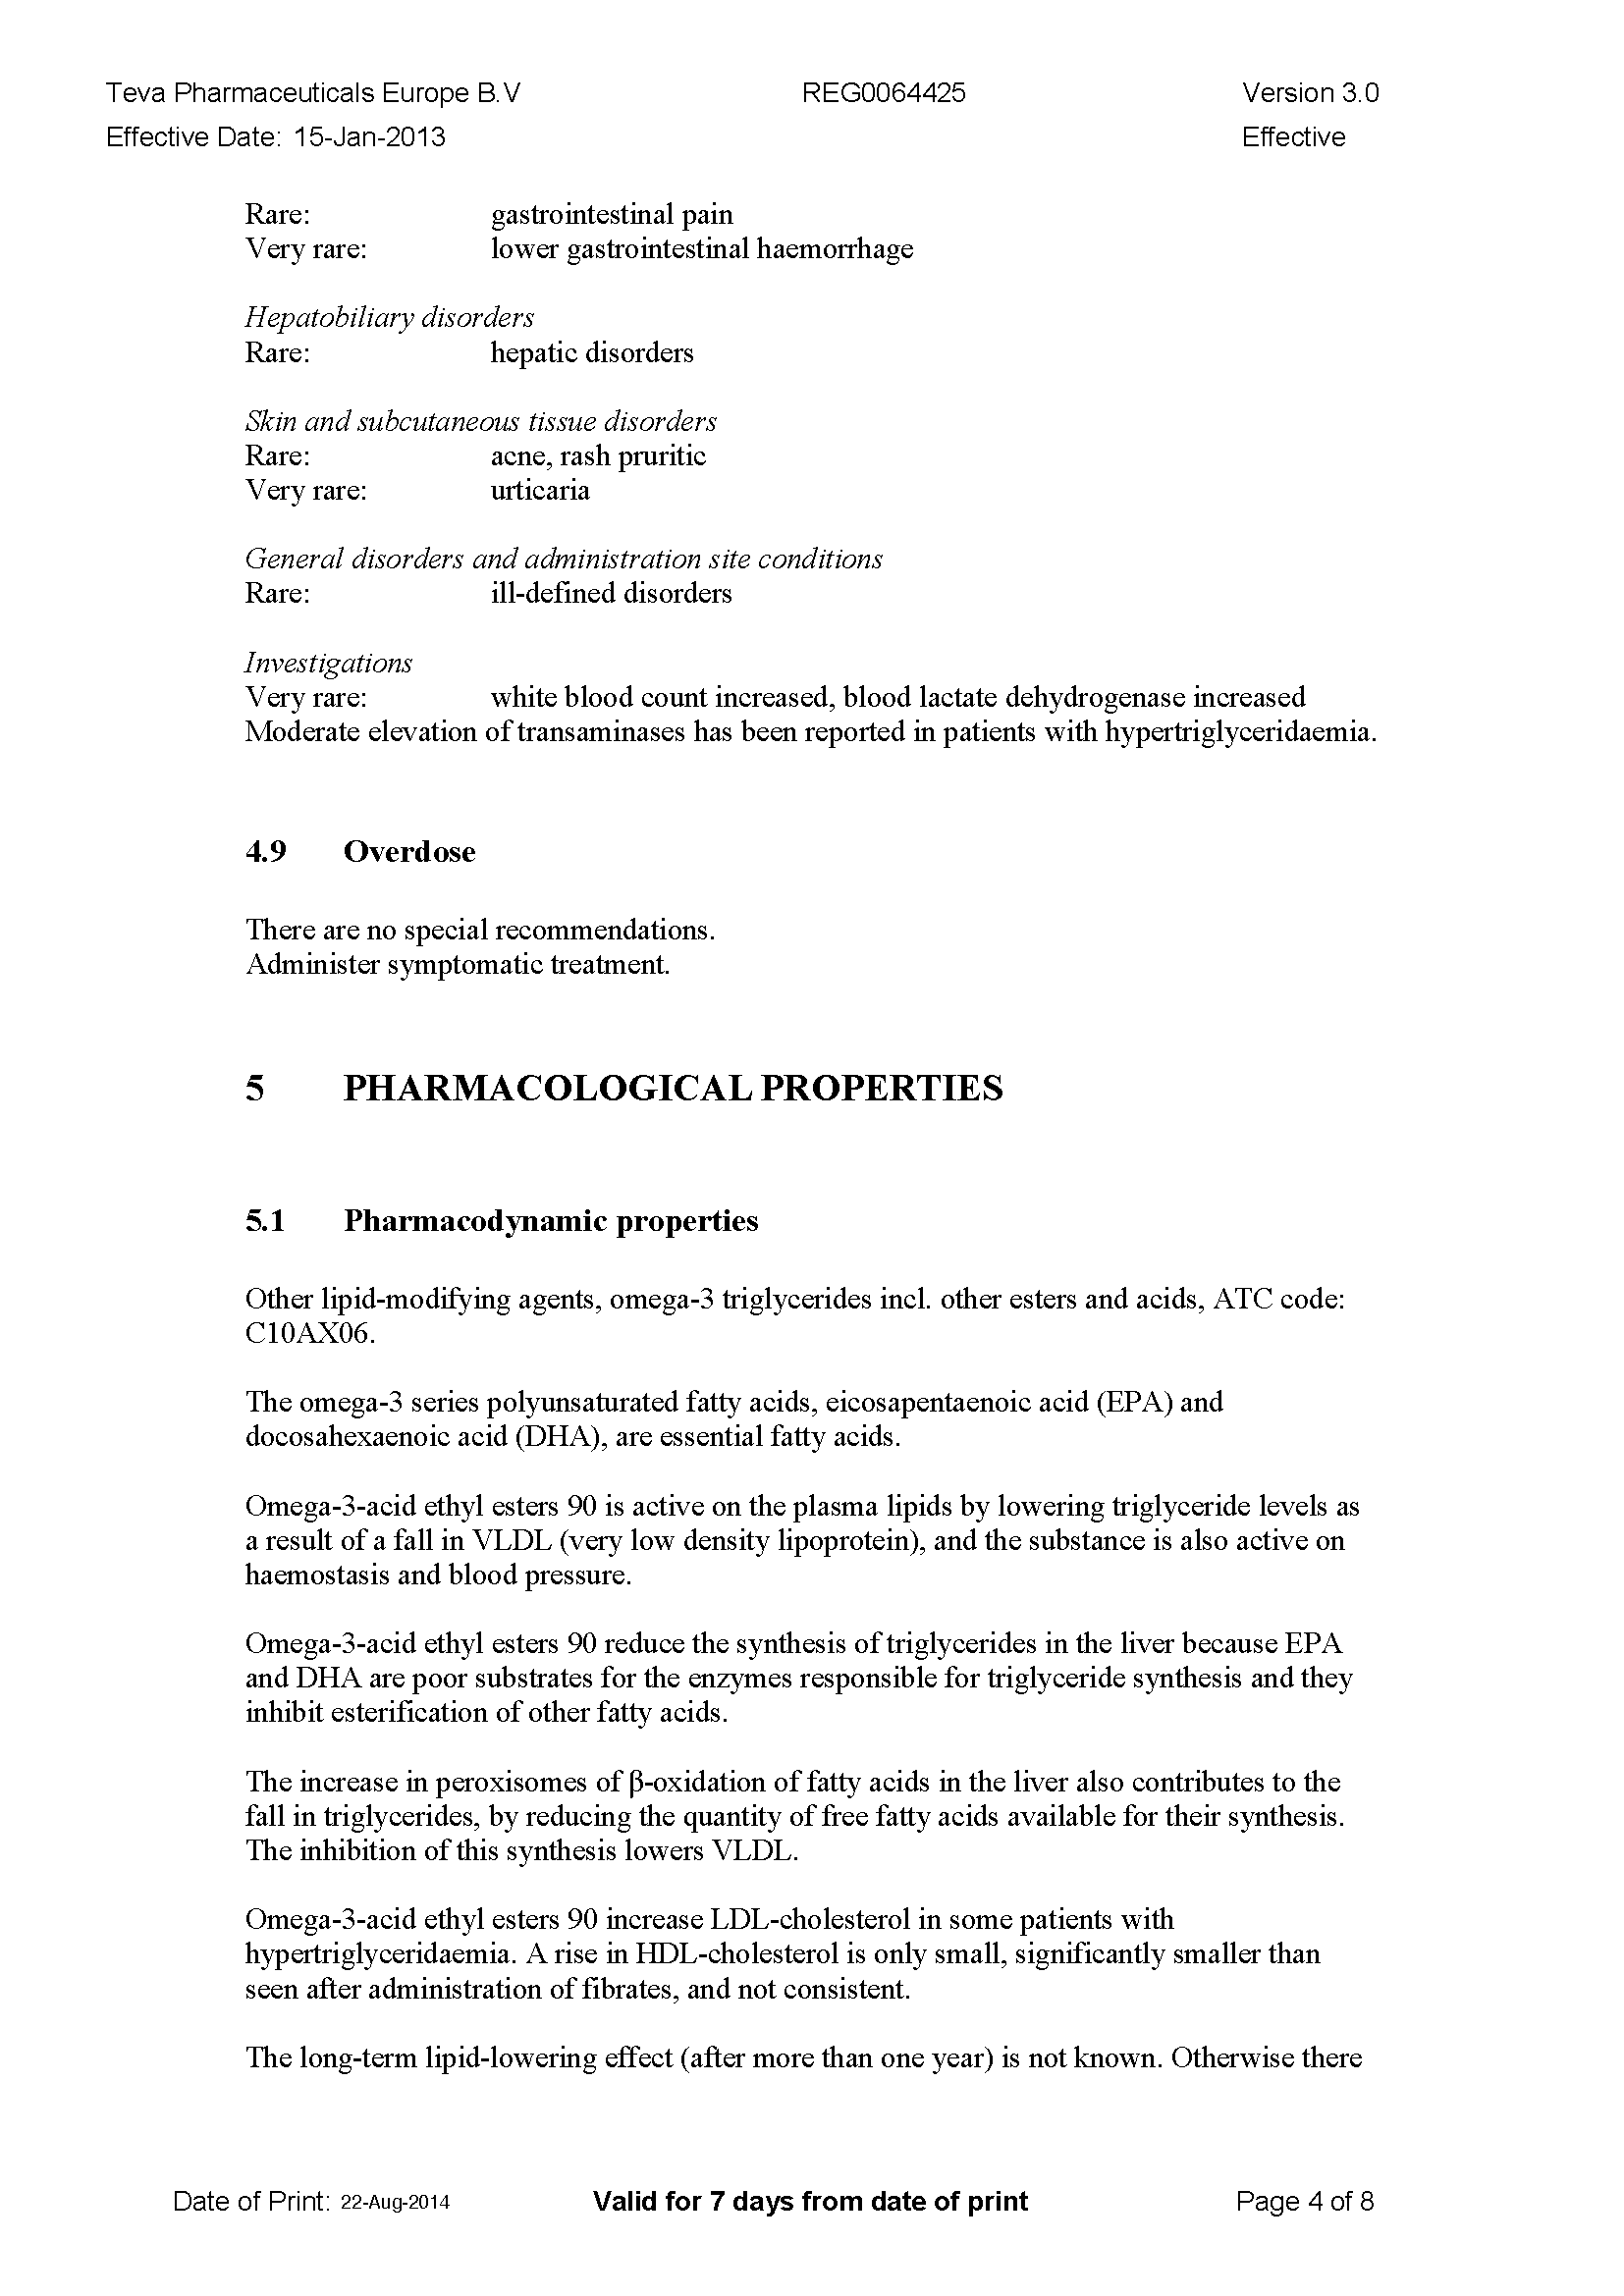 Teva Pharmaceuticals Europe B.V REG0064425 Version 3.0
Effective Date: 15-Jan-2013 Effective
Rare: gastrointestinal pain
Very rare: lower gastrointestinal haemorrhage
Hepatobiliary disorders
Rare: hepatic disorders
Skin and subcutaneous tissue disorders
Rare: acne, rash pruritic
Very rare: urticaria
General disorders and administration site conditions
Rare: ill-defined disorders
Investigations
Very rare: white blood count increased, blood lactate dehydrogenase increased
Moderate elevation of transaminases has been reported in patients with hypertriglyceridaemia.
4.9 Overdose
There are no special recommendations.
Administer symptomatic treatment.
5 PHARMACOLOGICAL PROPERTIES
5.1 Pharmacodynamic properties
Other lipid-modifying agents, omega-3 triglycerides incl. other esters and acids, ATC code:
C10AX06.
The omega-3 series polyunsaturated fatty acids, eicosapentaenoic acid (EPA) and
docosahexaenoic acid (DHA), are essential fatty acids.
Omega-3-acid ethyl esters 90 is active on the plasma lipids by lowering triglyceride levels as
a result of a fall in VLDL (very low density lipoprotein), and the substance is also active on
haemostasis and blood pressure.
Omega-3-acid ethyl esters 90 reduce the synthesis of triglycerides in the liver because EPA
and DHA are poor substrates for the enzymes responsible for triglyceride synthesis and they
inhibit esterification of other fatty acids.
The increase in peroxisomes of β-oxidation of fatty acids in the liver also contributes to the
fall in triglycerides, by reducing the quantity of free fatty acids available for their synthesis.
The inhibition of this synthesis lowers VLDL.
Omega-3-acid ethyl esters 90 increase LDL-cholesterol in some patients with
hypertriglyceridaemia. A rise in HDL-cholesterol is only small, significantly smaller than
seen after administration of fibrates, and not consistent.
The long-term lipid-lowering effect (after more than one year) is not known. Otherwise there
Date of Print: 22-Aug-2014 Valid for 7 days from date of print Page 4 of 8